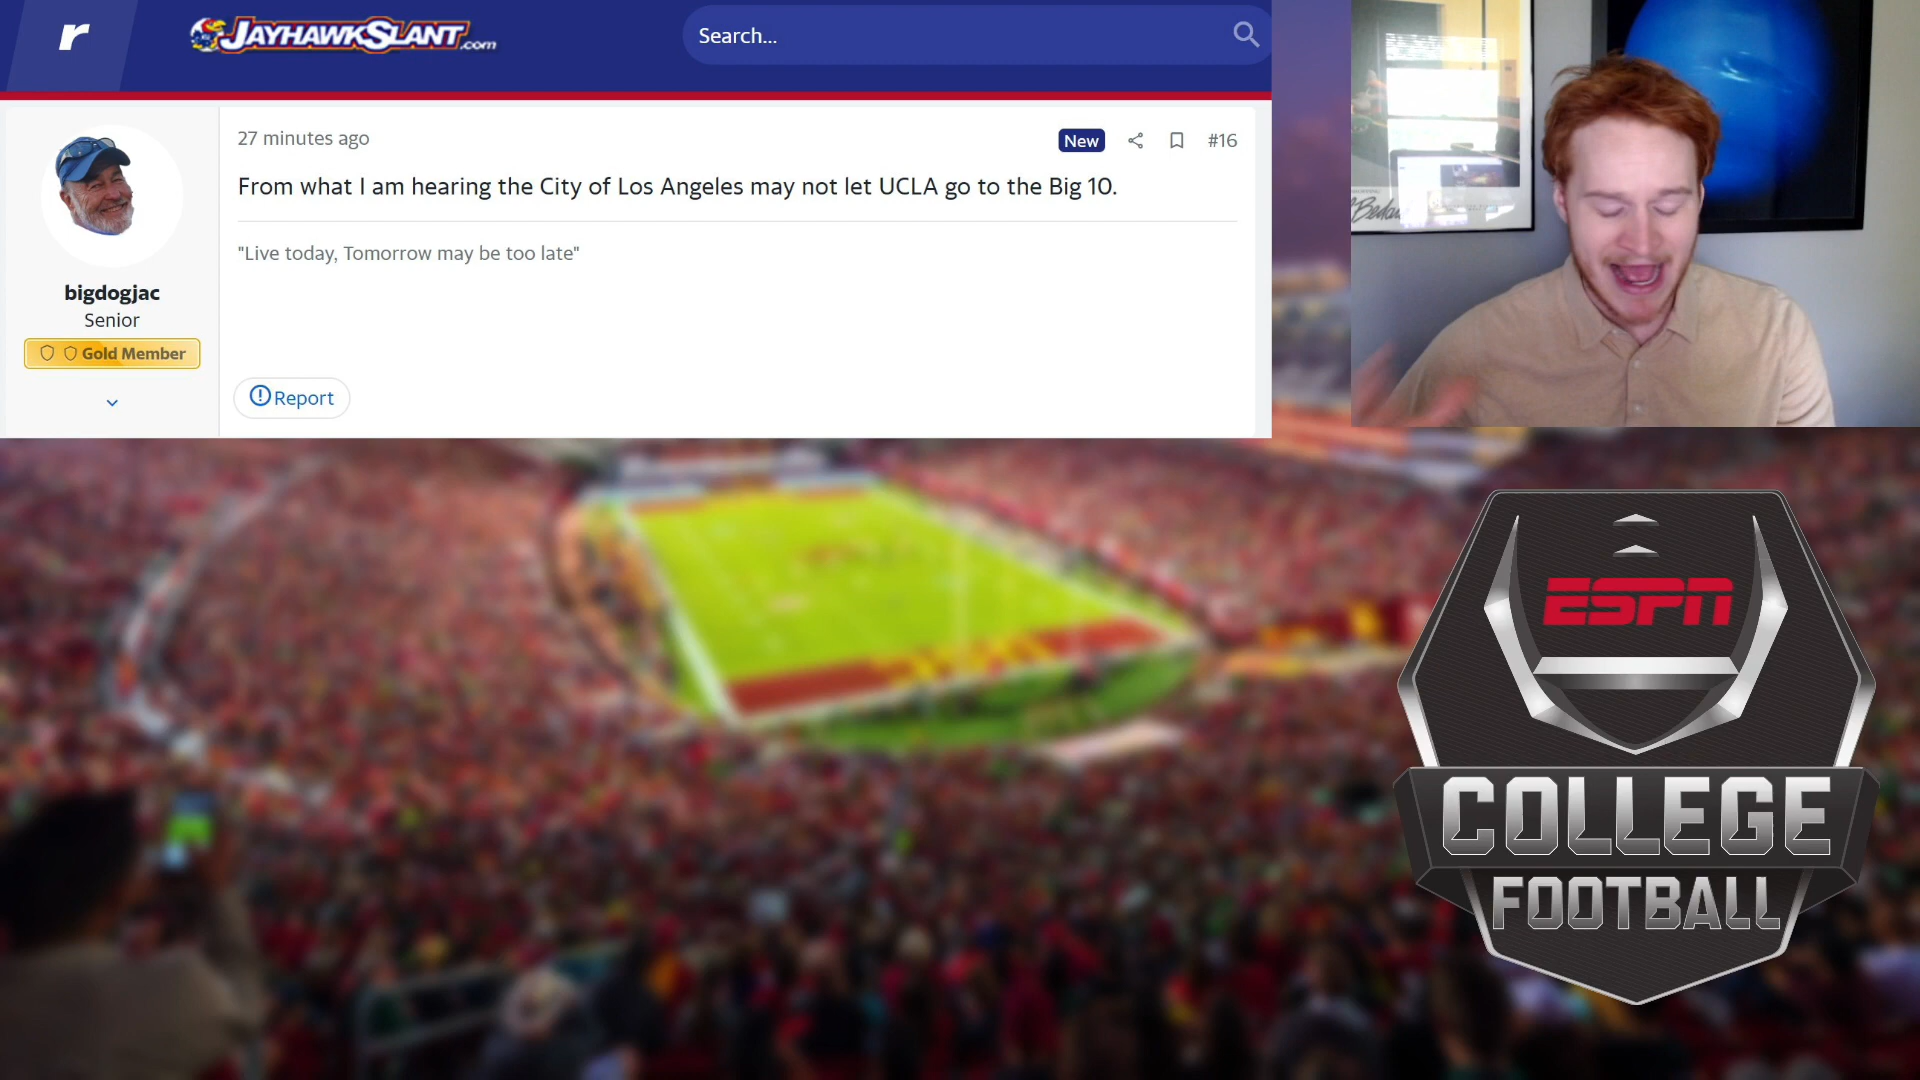 r
JAYHAWKSLANT.com
Search...
27 minutes ago
New
#16
From what I am hearing the City of Los Angeles may not let UCLA go to the Big 10.
"Live today, Tomorrow may be too late"
bigdogjac
Senior
Gold Member
Report
ESPN
COLLEGE
FOOTBALL